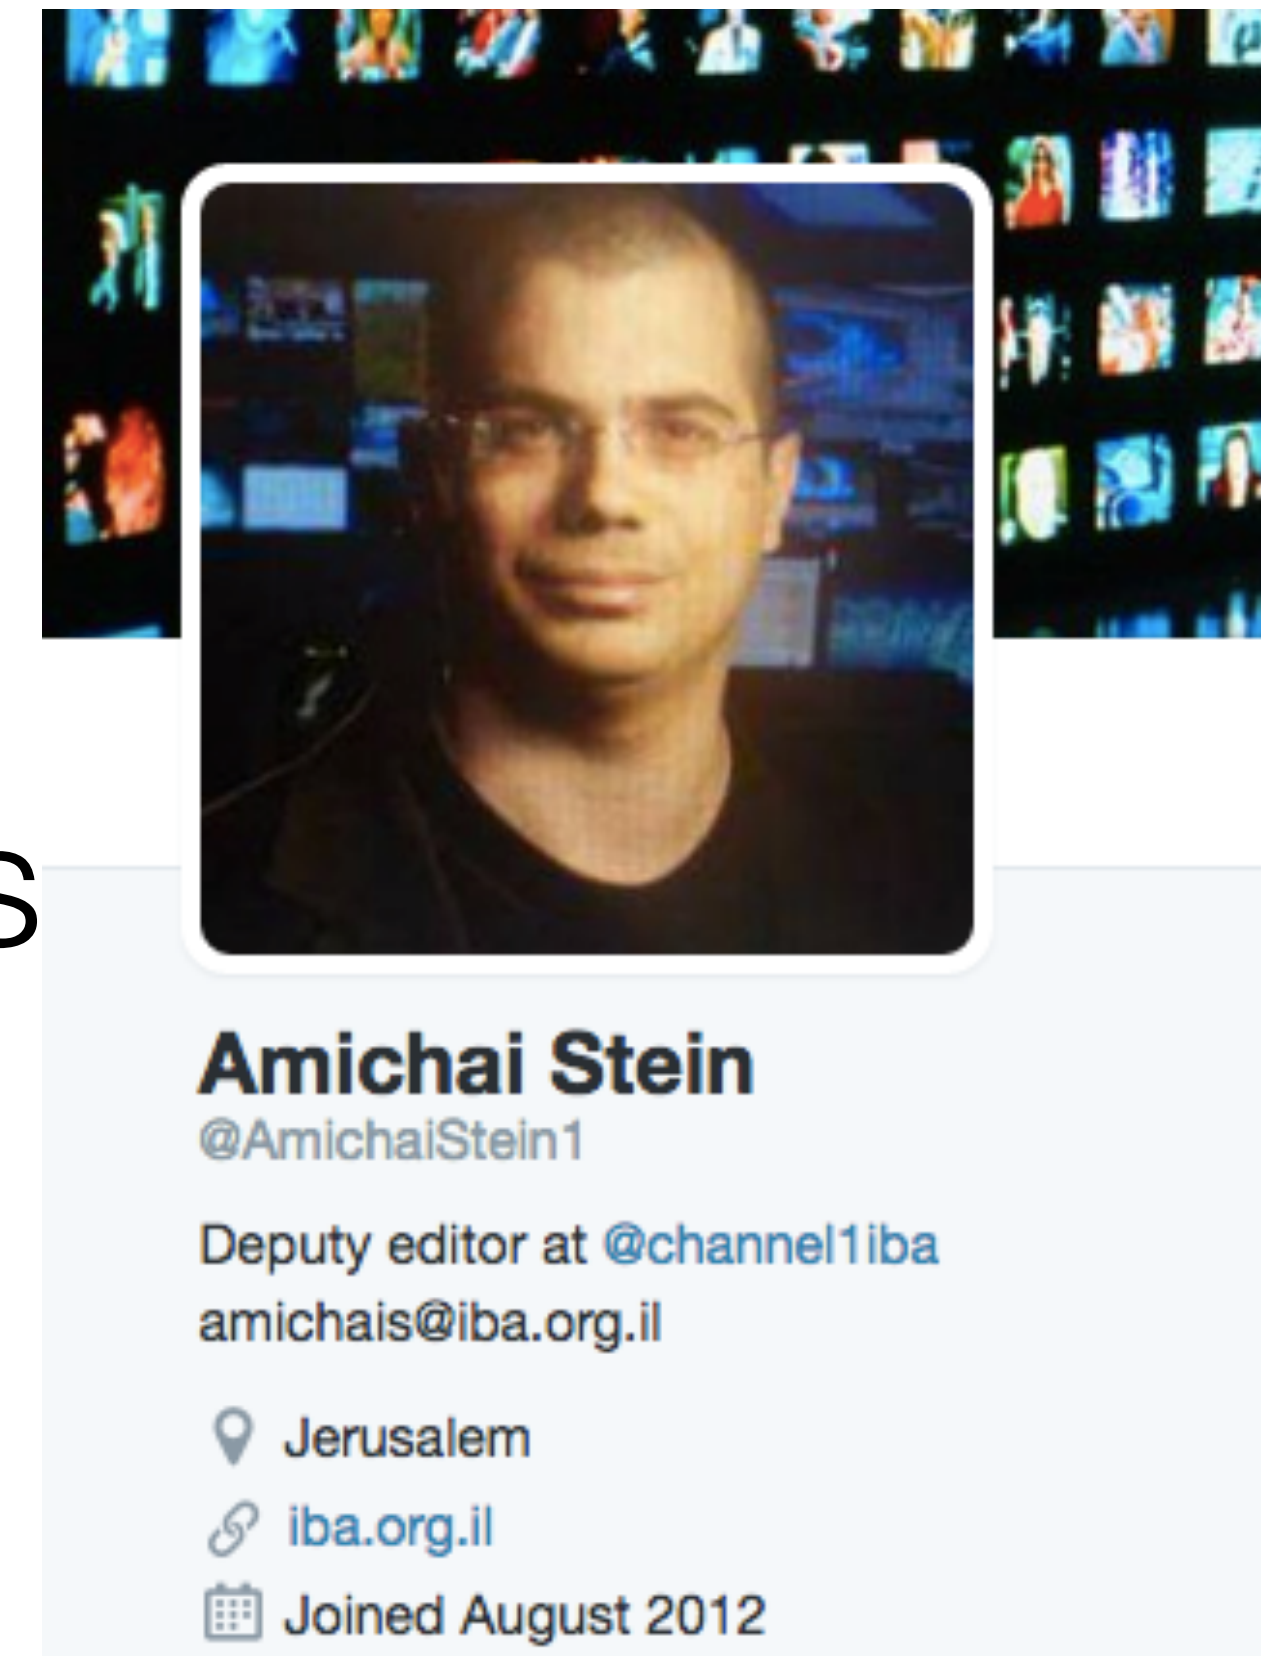 s
Amichai Stein
@AmichaiStein1
Deputy editor at @channel1iba
amichais@iba.org.il
Jerusalem
iba.org.il
Joined August 2012